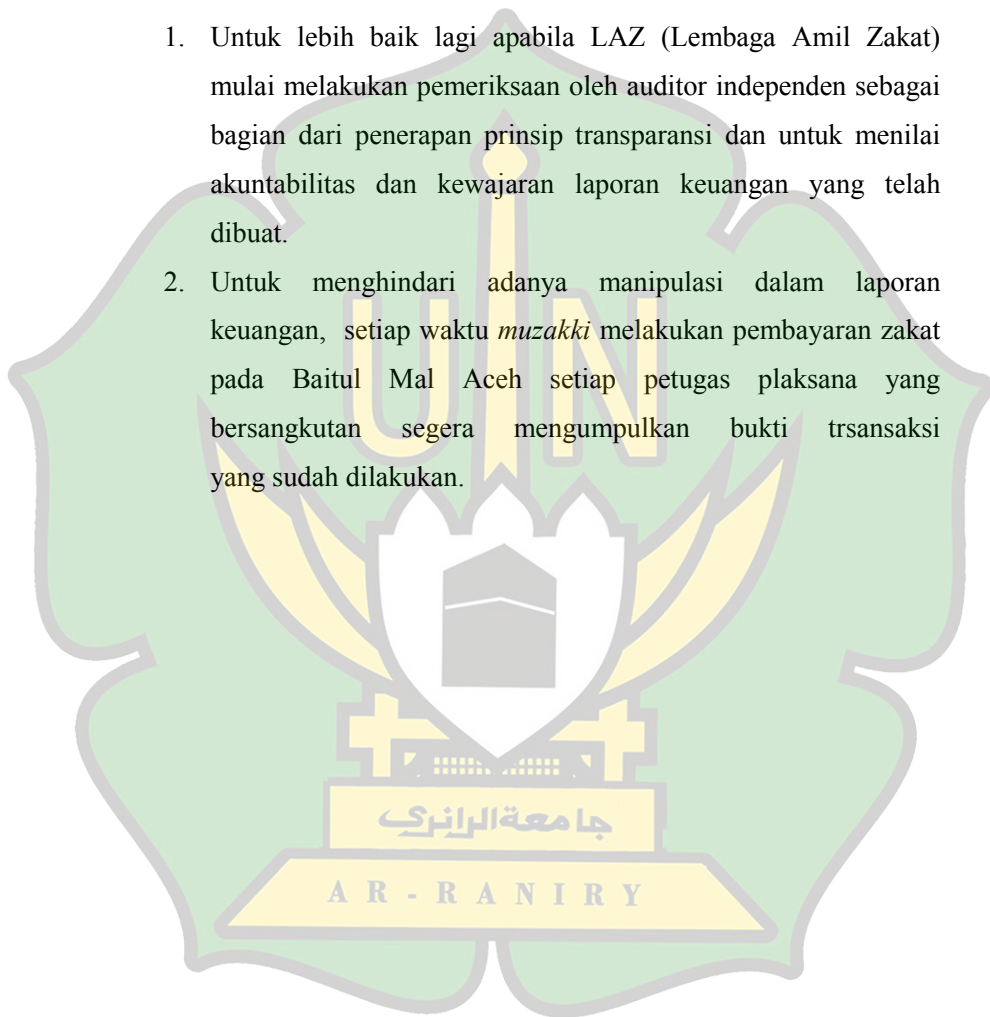 1. Untuk lebih baik lagi apabila LAZ (Lembaga Amil Zakat)
mulai melakukan pemeriksaan oleh auditor independen sebagai
bagian dari penerapan prinsip transparansi dan untuk menilai
akuntabilitas dan kewajaran laporan keuangan yang telah
dibuat.
2. Untuk menghindari adanya manipulasi dalam laporan
keuangan, setiap waktu muzakki melakukan pembayaran zakat
pada Baitul Mal Aceh setiap petugas plaksana yang
bersangkutan segera mengumpulkan bukti trsansaksi
yang sudah dilakukan.
UIN
جامعةالرانري
AR-RANIRY